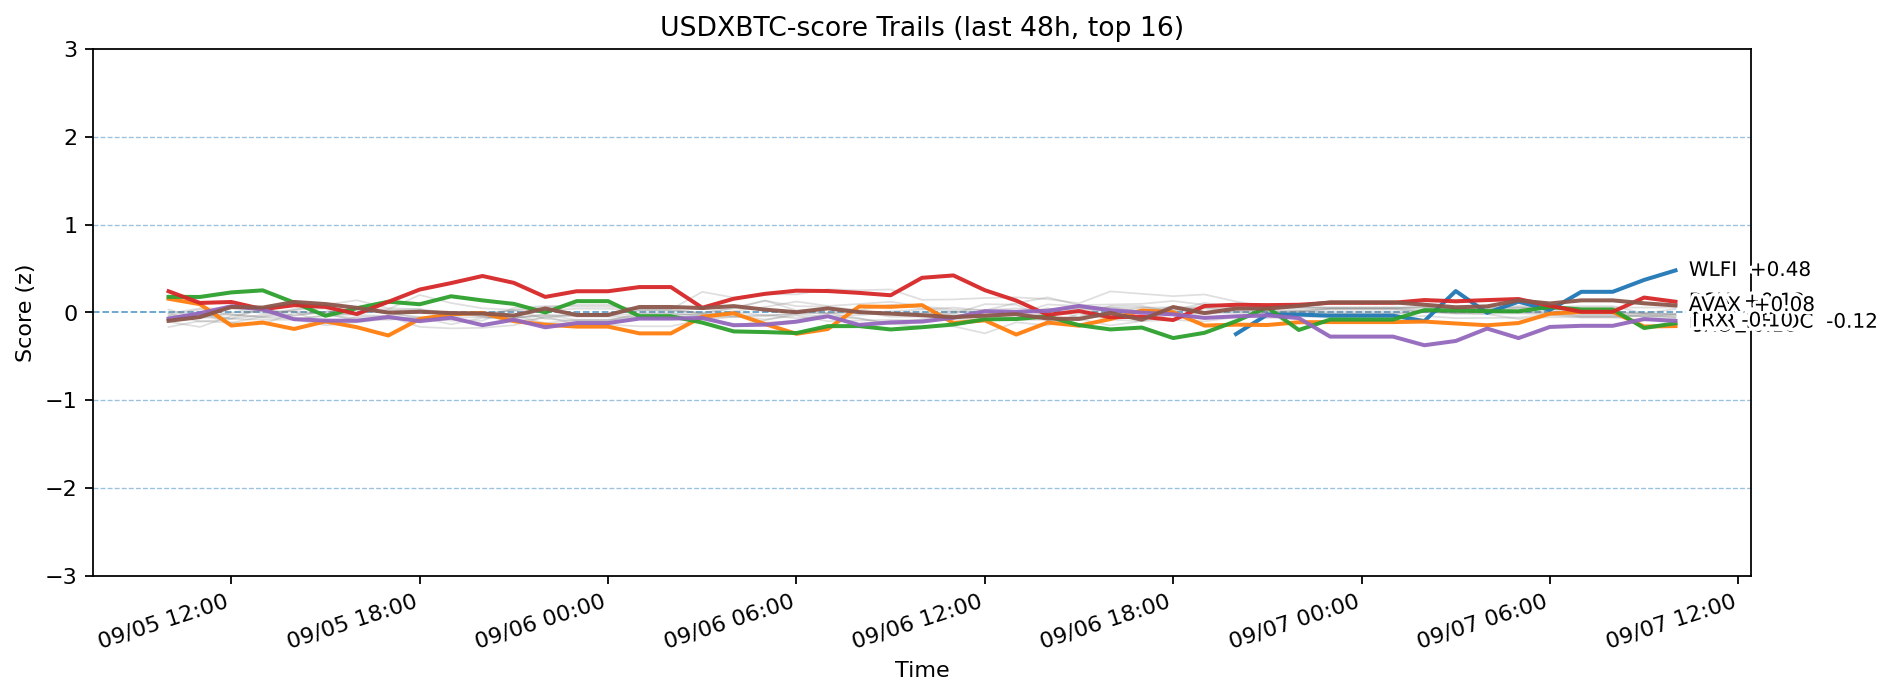 USDXBTC-score Trails (last 48h, top 16)
Score (z)
3
2
1
0
−1
−2
−3
WLFI +0.48
AVAX +0.08
TRX -0.10
-0.12
09/05 12:00
09/05 18:00
09/06 00:00
09/06 06:00
09/06 12:00
09/06 18:00
09/07 00:00
09/07 06:00
09/07 12:00
Time